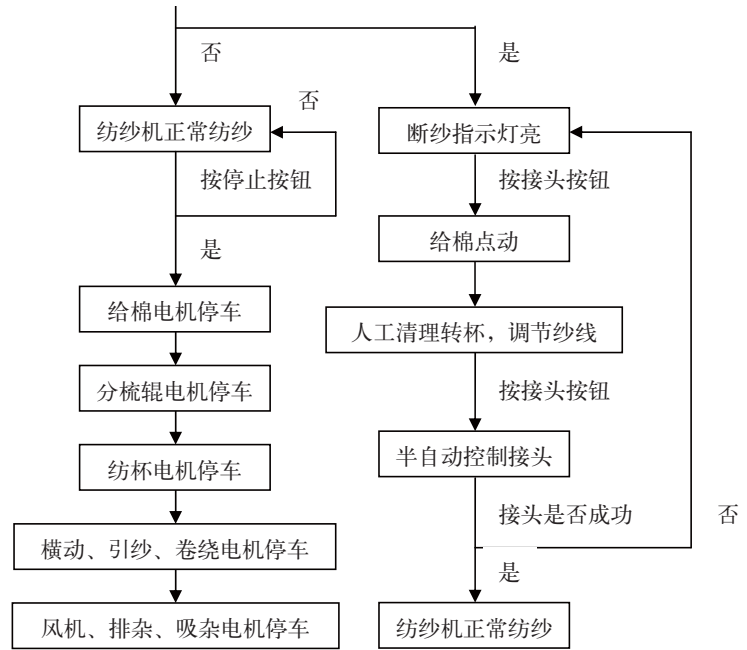 否
是
否
纺纱机正常纺纱
断纱指示灯亮
按停止按钮
按接头按钮
给棉点动
是
给棉电机停车
人工清理转杯，调节纱线
分梳辊电机停车
按接头按钮
纺杯电机停车
半自动控制接头
接头是否成功
否
横动、引纱、卷绕电机停车
是
风机、排杂、吸杂电机停车
纺纱机正常纺纱